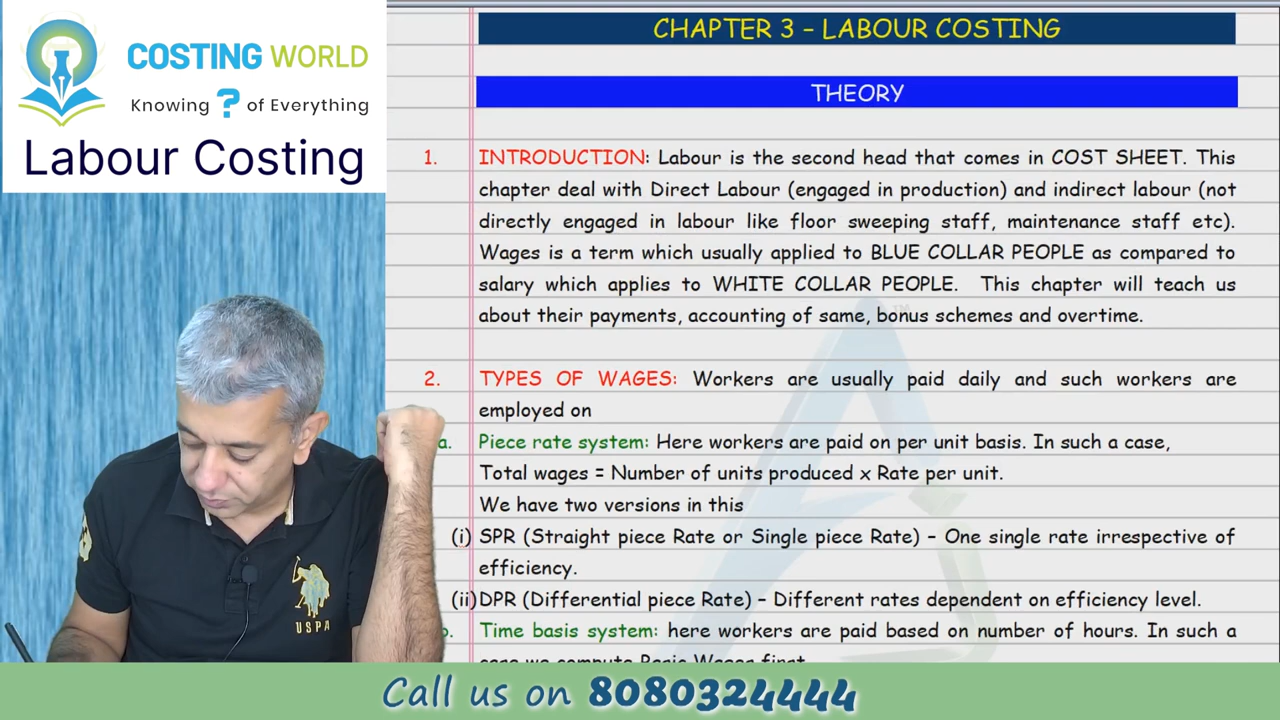 COSTING WORLD
Knowing ? of Everything
Labour Costing
CHAPTER 3 – LABOUR COSTING
THEORY
1. INTRODUCTION: Labour is the second head that comes in COST SHEET. This
chapter deal with Direct Labour (engaged in production) and indirect labour (not
directly engaged in labour like floor sweeping staff, maintenance staff etc).
Wages is a term which usually applied to BLUE COLLAR PEOPLE as compared to
salary which applies to WHITE COLLAR PEOPLE. This chapter will teach us
about their payments, accounting of same, bonus schemes and overtime.
2. TYPES OF WAGES: Workers are usually paid daily and such workers are
employed on
a. Piece rate system: Here workers are paid on per unit basis. In such a case,
Total wages = Number of units produced x Rate per unit.
We have two versions in this
(i) SPR (Straight piece Rate or Single piece Rate) – One single rate irrespective of
efficiency.
(ii) DPR (Differential piece Rate) – Different rates dependent on efficiency level.
Time basis system: here workers are paid based on number of hours. In such a
case we compute Basic Wages first
USPA
TM
Call us on 8080324444